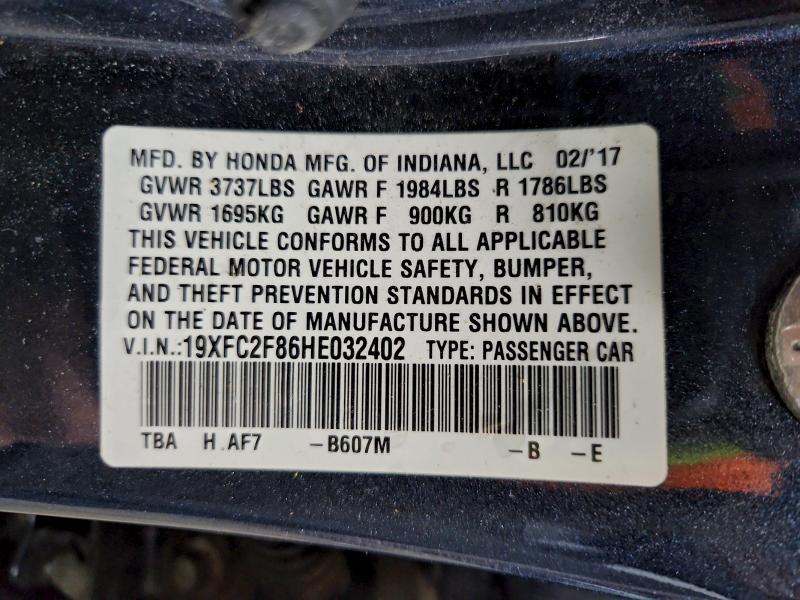 MFD. BY HONDA MFG. OF INDIANA, LLC 02/'17
GVWR 3737LBS GAWR F 1984LBS R 1786LBS
GVWR 1695KG GAWR F 900KG R 810KG
THIS VEHICLE CONFORMS TO ALL APPLICABLE
FEDERAL MOTOR VEHICLE SAFETY, BUMPER,
AND THEFT PREVENTION STANDARDS IN EFFECT
ON THE DATE OF MANUFACTURE SHOWN ABOVE.
V.I.N.:19XFC2F86HE032402 TYPE: PASSENGER CAR
TBA H.AF7 -B607M -B -E